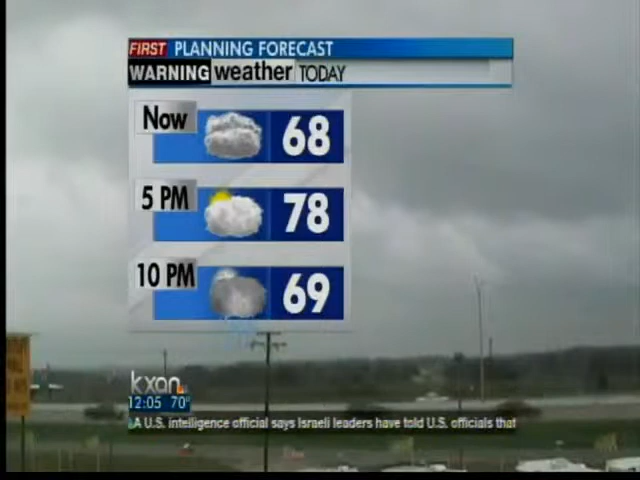 FIRST PLANNING FORECAST
WARNING weather TODAY
Now 68
5 PM 78
10 PM 69
kxan
12:05 70°
A U.S. intelligence official says Israeli leaders have told U.S. officials that